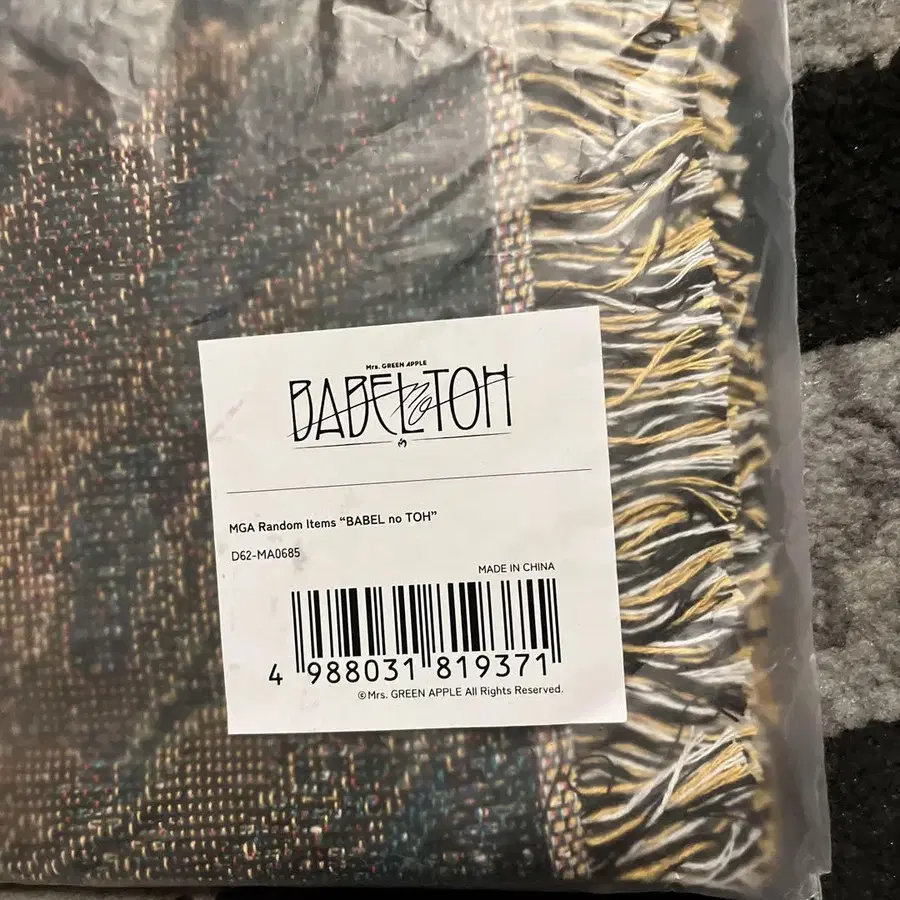 Mrs. GREEN APPLE
BABEL no TOH
MGA Random Items “BABEL no TOH”
D62-MA0685
MADE IN CHINA
4 988031 819371
©Mrs. GREEN APPLE All Rights Reserved.